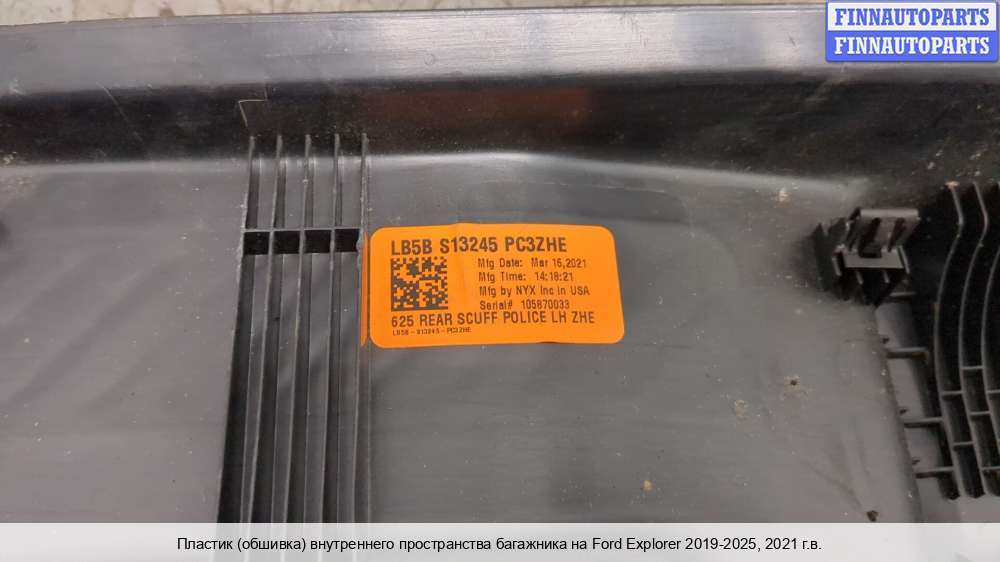 FINNAUTOPARTS
FINNAUTOPARTS
LB5B S13245 PC3ZHE
Mfg Date: Mar 16,2021
Mfg Time: 14:18:21
Mfg by NYX Inc in USA
Serial# 105870033
625 REAR SCUFF POLICE LH ZHE
LB5B-S13245-PC3ZHE
Пластик (обшивка) внутреннего пространства багажника на Ford Explorer 2019-2025, 2021 г.в.